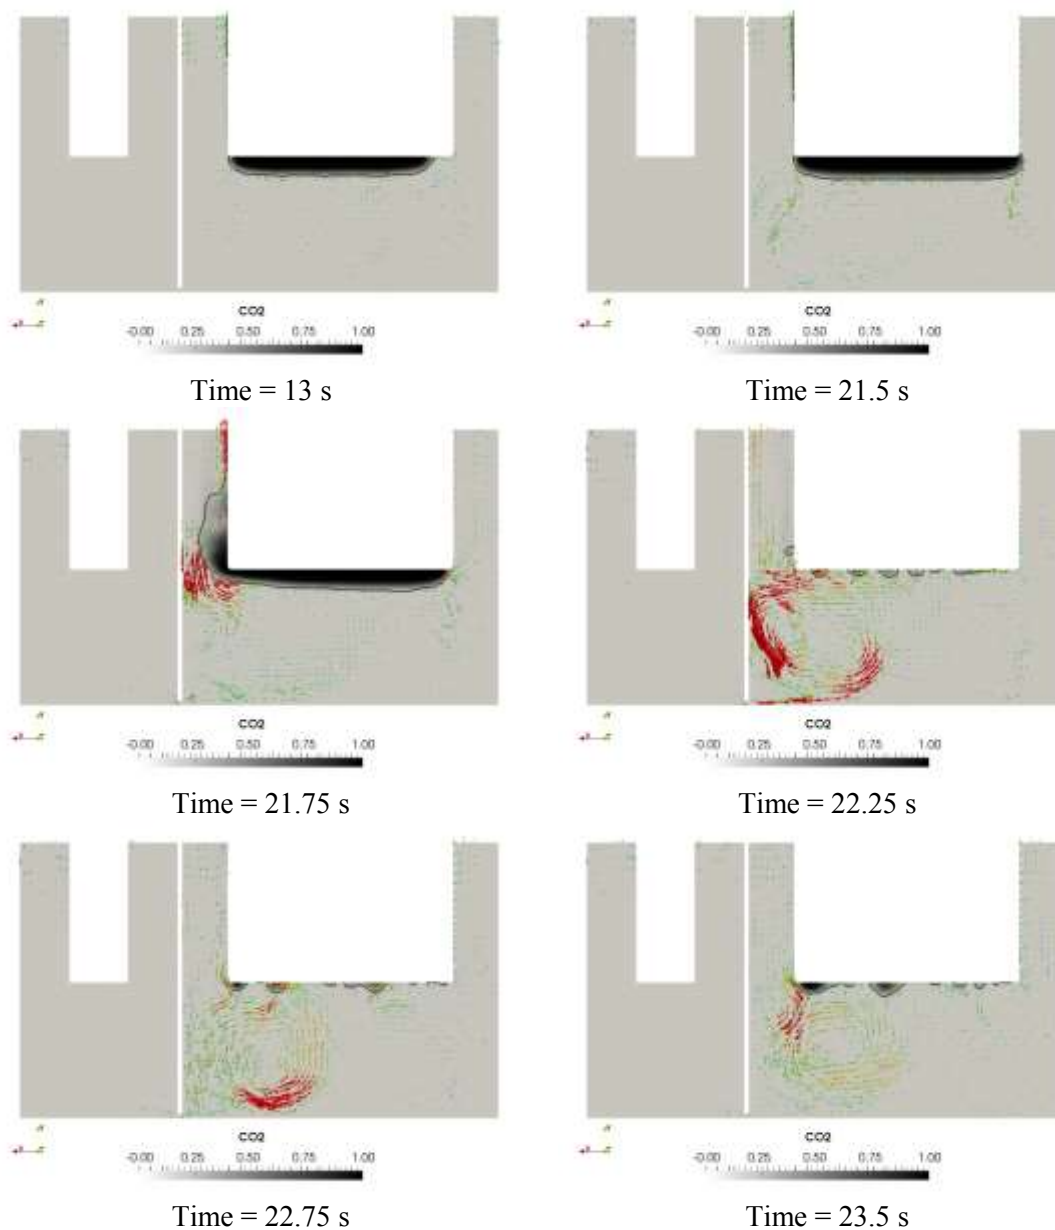 CO2
-0.00 0.25 0.50 0.75 1.00
Time = 13 s
CO2
-0.00 0.25 0.50 0.75 1.00
Time = 21.5 s
CO2
-0.00 0.25 0.50 0.75 1.00
Time = 21.75 s
CO2
-0.00 0.25 0.50 0.75 1.00
Time = 22.25 s
CO2
-0.00 0.25 0.50 0.75 1.00
Time = 22.75 s
CO2
-0.00 0.25 0.50 0.75 1.00
Time = 23.5 s